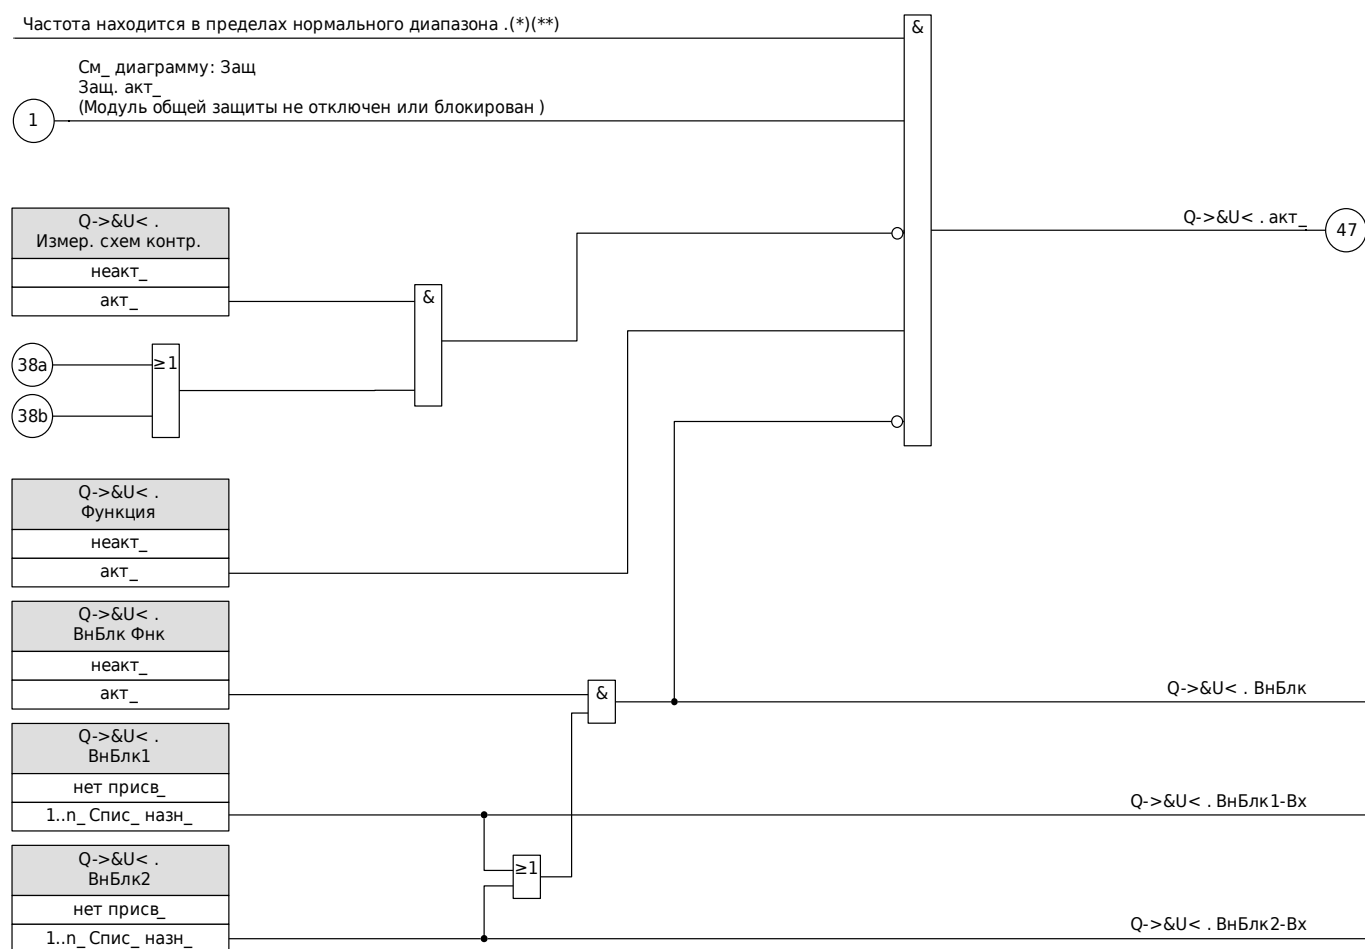 Частота находится в пределах нормального диапазона .(*)(**)
&
См_ диаграмму: Защ
Защ. акт_
(Модуль общей защиты не отключен или блокирован )
1
Q->&U< .
Измер. схем контр.
неакт_
акт_
&
Q->&U< . акт_
47
38a
≥1
38b
Q->&U< .
Функция
неакт_
акт_
Q->&U< .
ВнБлк Фнк
неакт_
акт_
&
Q->&U< . ВнБлк
Q->&U< .
ВнБлк1
нет присв_
1..n_ Спис_ назн_
Q->&U< . ВнБлк1-Вх
≥1
Q->&U< .
ВнБлк2
нет присв_
1..n_ Спис_ назн_
Q->&U< . ВнБлк2-Вх